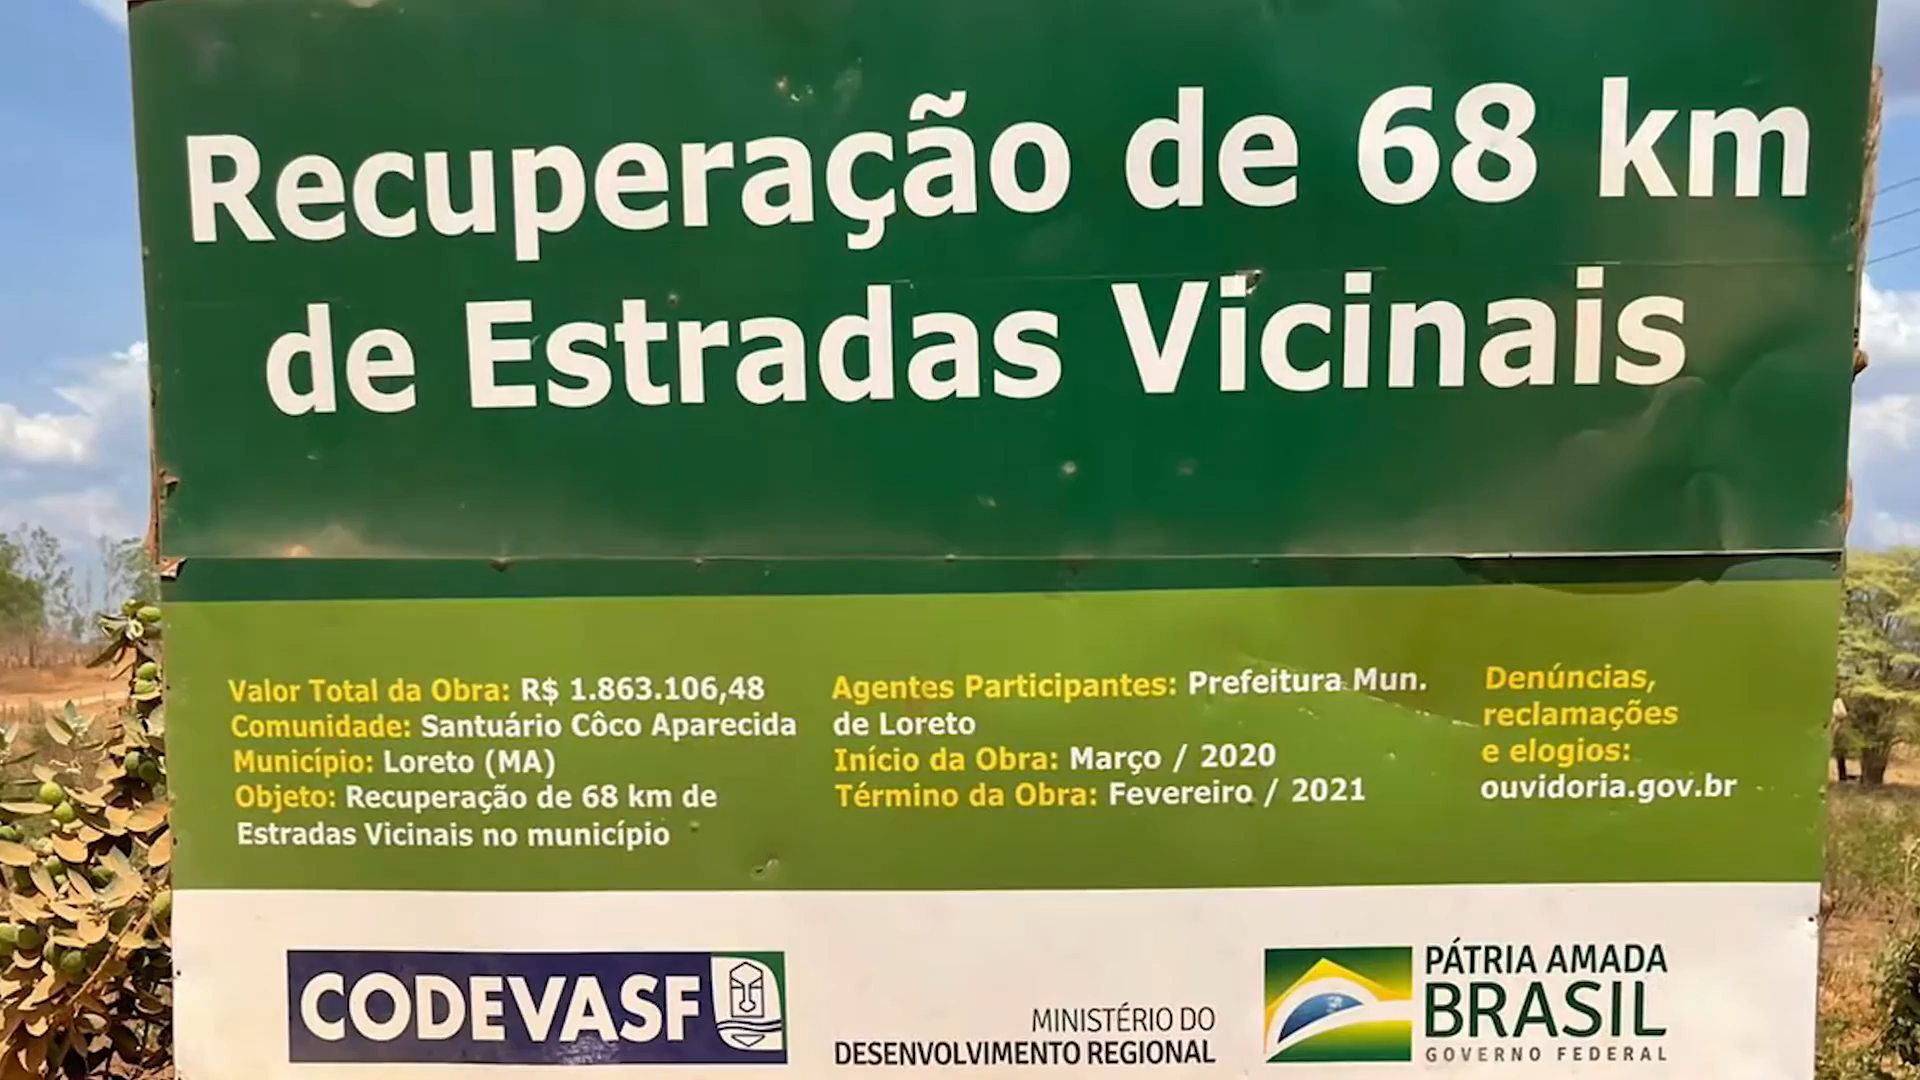 Recuperação de 68 km
de Estradas Vicinais
Valor Total da Obra: R$ 1.863.106,48
Comunidade: Santuário Côco Aparecida
Município: Loreto (MA)
Objeto: Recuperação de 68 km de
Estradas Vicinais no município
Agentes Participantes: Prefeitura Mun.
de Loreto
Início da Obra: Março / 2020
Término da Obra: Fevereiro / 2021
Denúncias,
reclamações
e elogios:
ouvidoria.gov.br
CODEVASF
MINISTÉRIO DO
DESENVOLVIMENTO REGIONAL
PÁTRIA AMADA
BRASIL
GOVERNO FEDERAL